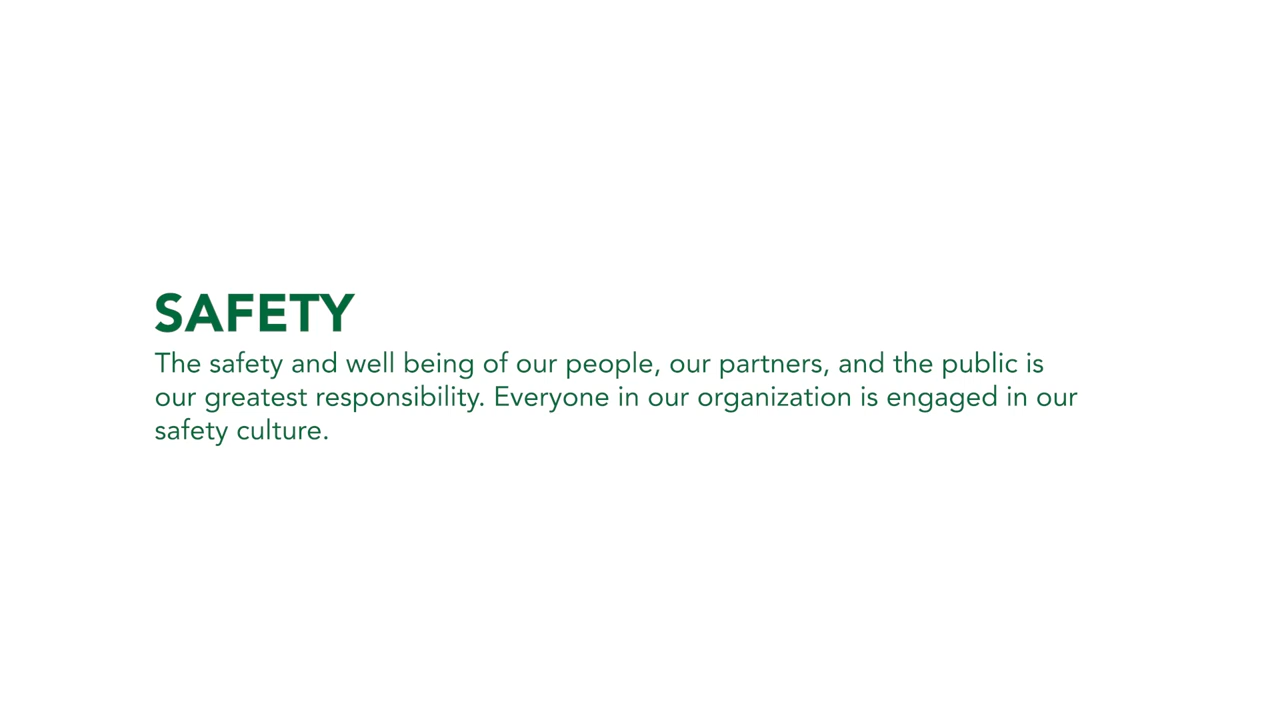 SAFETY
The safety and well being of our people, our partners, and the public is
our greatest responsibility. Everyone in our organization is engaged in our
safety culture.